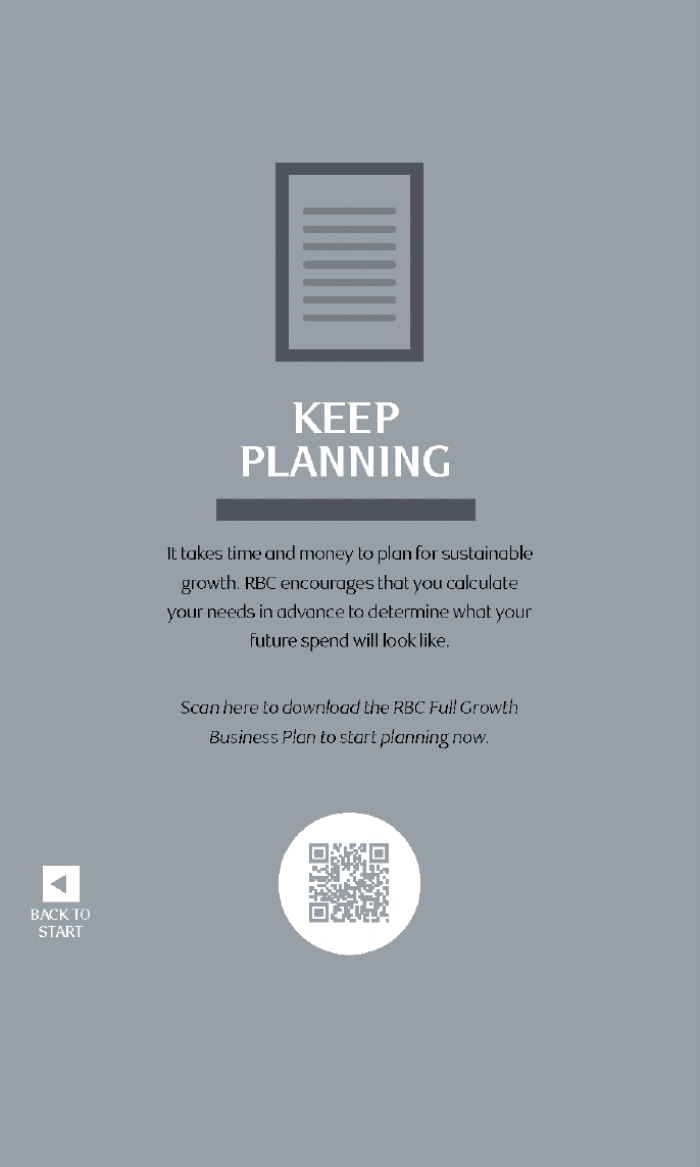 KEEP
PLANNING
It takes time and money to plan for sustainable
growth. RBC encourages that you calculate
your needs in advance to determine what your
future spend will look like.
Scan here to download the RBC Full Growth
Business Plan to start planning now.
BACK TO
START